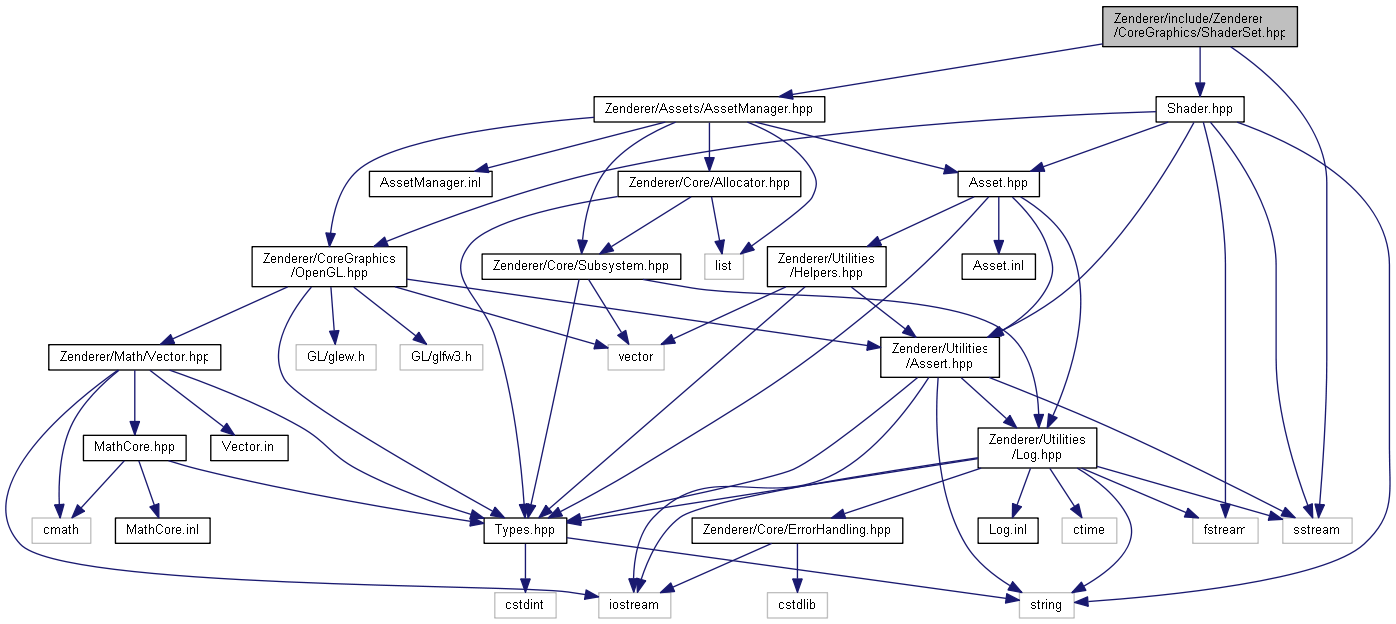 Zenderer/include/Zenderer
/CoreGraphics/ShaderSet.hpp
Zenderer/Assets/AssetManager.hpp
Shader.hpp
AssetManager.inl
Zenderer/Core/Allocator.hpp
Asset.hpp
Zenderer/CoreGraphics
/OpenGL.hpp
Zenderer/Core/Subsystem.hpp
list
Zenderer/Utilities
/Helpers.hpp
Asset.inl
Zenderer/Math/Vector.hpp
GL/glew.h
GL/glfw3.h
vector
Zenderer/Utilities
/Assert.hpp
MathCore.hpp
Vector.in
Zenderer/Utilities
/Log.hpp
cmath
MathCore.inl
Types.hpp
Zenderer/Core/ErrorHandling.hpp
Log.inl
ctime
fstream
sstream
cstdint
iostream
cstdlib
string